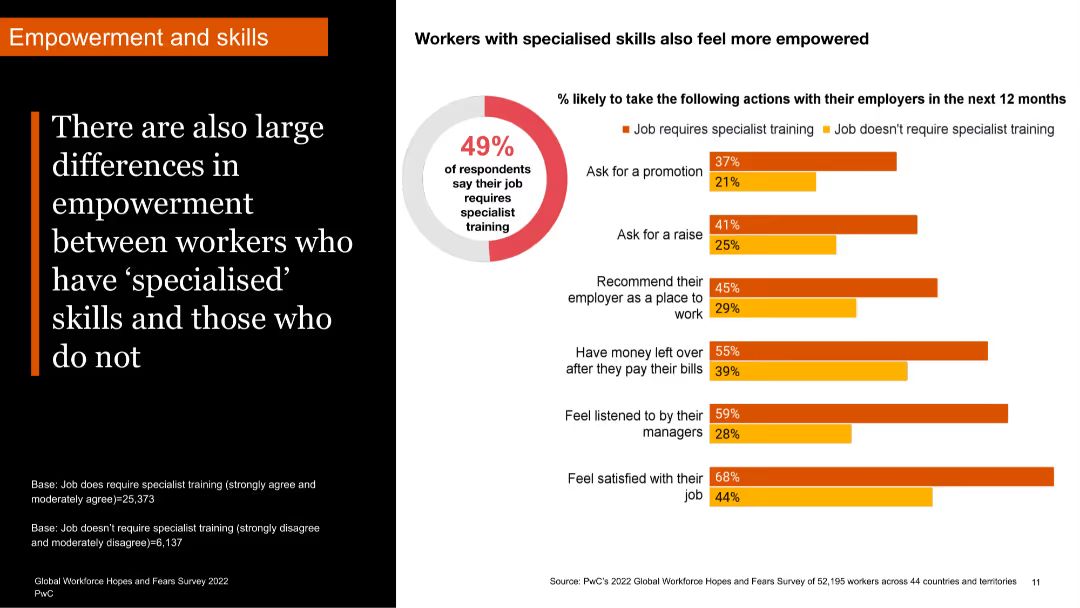 Empowerment and skills
There are also large
differences in
empowerment
between workers who
have ‘specialised’
skills and those who
do not
Base: Job does require specialist training (strongly agree and
moderately agree)=25,373
Base: Job doesn’t require specialist training (strongly disagree
and moderately disagree)=6,137
Global Workforce Hopes and Fears Survey 2022
PwC
Workers with specialised skills also feel more empowered
49%
of respondents
say their job
requires
specialist
training
% likely to take the following actions with their employers in the next 12 months
Job requires specialist training Job doesn't require specialist training
Ask for a promotion
37%
21%
Ask for a raise
41%
25%
Recommend their
employer as a place to
work
45%
29%
Have money left over
after they pay their bills
55%
39%
Feel listened to by their
managers
59%
28%
Feel satisfied with their
job
68%
44%
Source: PwC’s 2022 Global Workforce Hopes and Fears Survey of 52,195 workers across 44 countries and territories
11